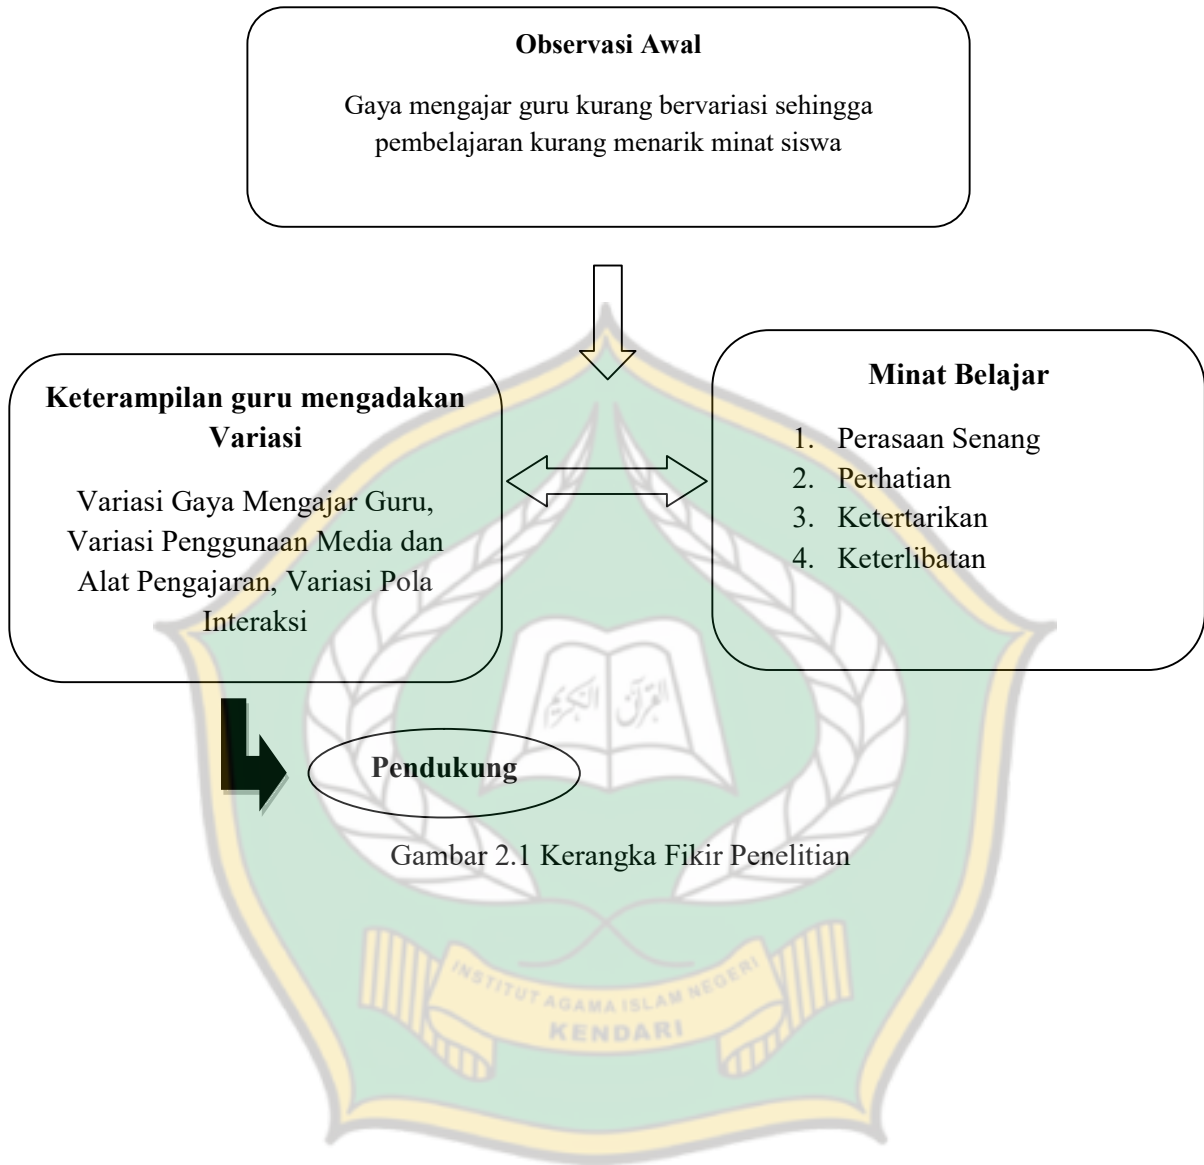 Observasi Awal
Gaya mengajar guru kurang bervariasi sehingga
pembelajaran kurang menarik minat siswa
Keterampilan guru mengadakan
Variasi
Variasi Gaya Mengajar Guru,
Variasi Penggunaan Media dan
Alat Pengajaran, Variasi Pola
Interaksi
Minat Belajar
1. Perasaan Senang
2. Perhatian
3. Ketertarikan
4. Keterlibatan
القرآن الكريم
Pendukung
Gambar 2.1 Kerangka Fikir Penelitian
INSTITUT AGAMA ISLAM NEGERI
KENDARI